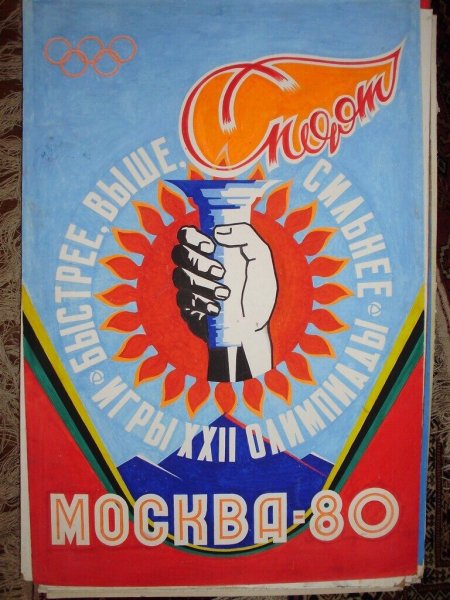 Спорт
БЫСТРЕЕ, ВЫШЕ, СИЛЬНЕЕ
ИГРЫ XXII ОЛИМПИАДЫ
МОСКВА-80